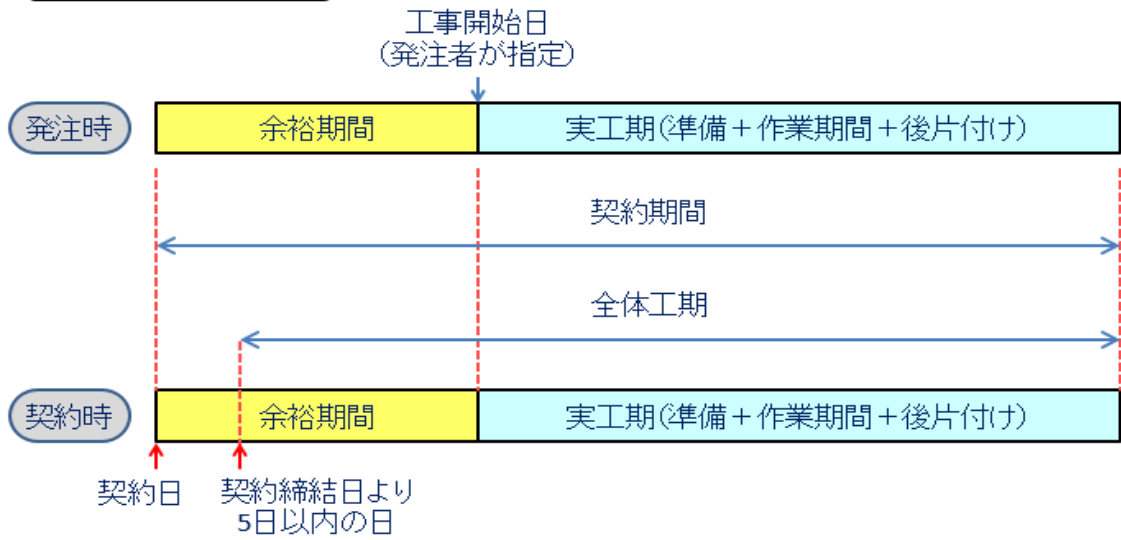 工事開始日
(発注者が指定)
発注時
余裕期間
実工期(準備+作業期間+後片付け)
契約期間
全体工期
契約時
余裕期間
実工期(準備+作業期間+後片付け)
契約日
契約締結日より
5日以内の日